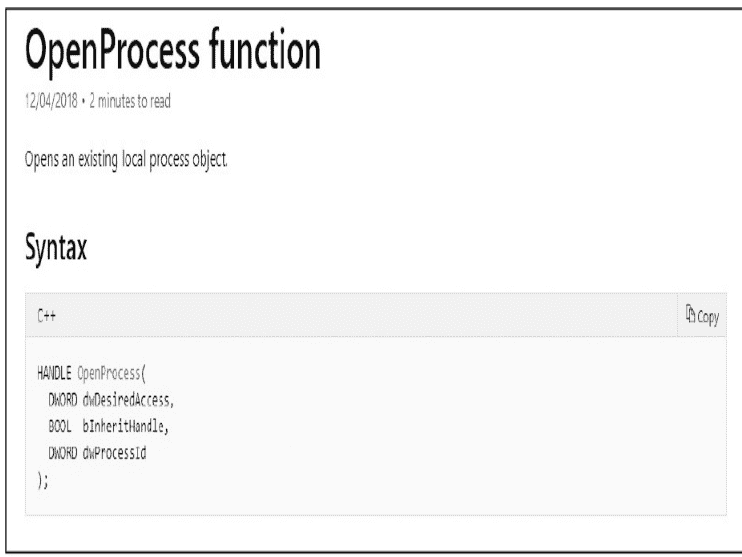 OpenProcess function
12/04/2018 • 2 minutes to read
Opens an existing local process object.
Syntax
C++
Copy
HANDLE OpenProcess(
  DWORD dwDesiredAccess,
  BOOL  bInheritHandle,
  DWORD dwProcessId
);